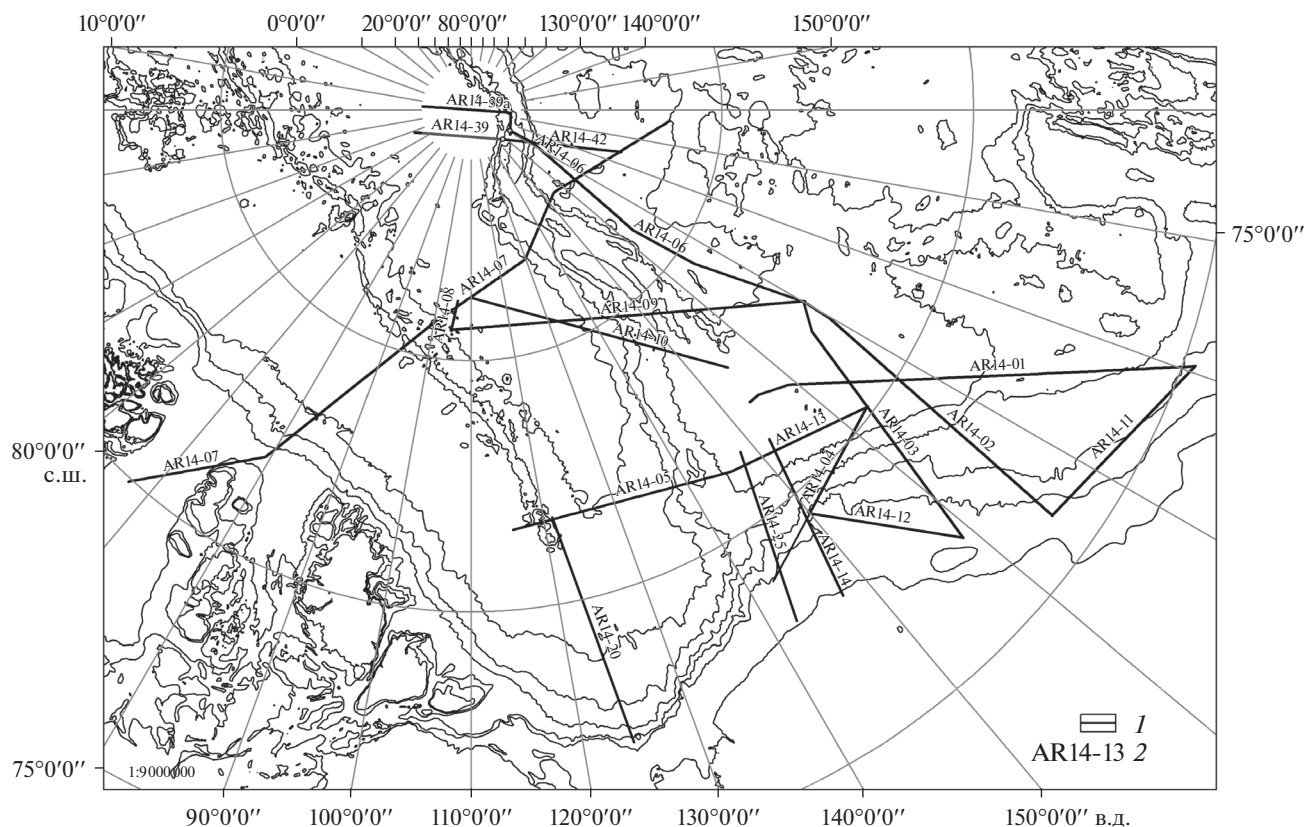 10°0'0'' 0°0'0'' 20°0'0'' 80°0'0'' 130°0'0'' 140°0'0'' 150°0'0''
AR14-39a
AR14-39
AR14-42
AR14-06
AR14-06
75°0'0''
AR14-07
AR14-08
AR14-09
AR14-10
AR14-01
AR14-13
AR14-03
AR14-02
AR14-11
80°0'0''
с.ш.
AR14-07
AR14-05
AR14-04
AR14-12
AR14-25
AR14-14
AR14-20
1
AR14-13 2
75°0'0''
1:9000000
90°0'0'' 100°0'0'' 110°0'0'' 120°0'0'' 130°0'0'' 140°0'0'' 150°0'0'' в.д.